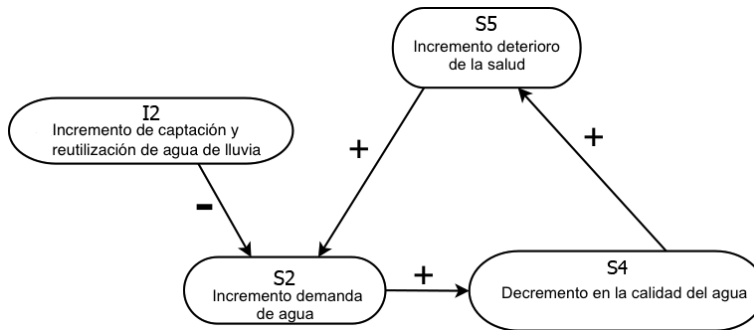 S5
Incremento deterioro
de la salud
I2
Incremento de captación y
reutilización de agua de lluvia
+
+
-
S2
Incremento demanda
de agua
+
S4
Decremento en la calidad del agua